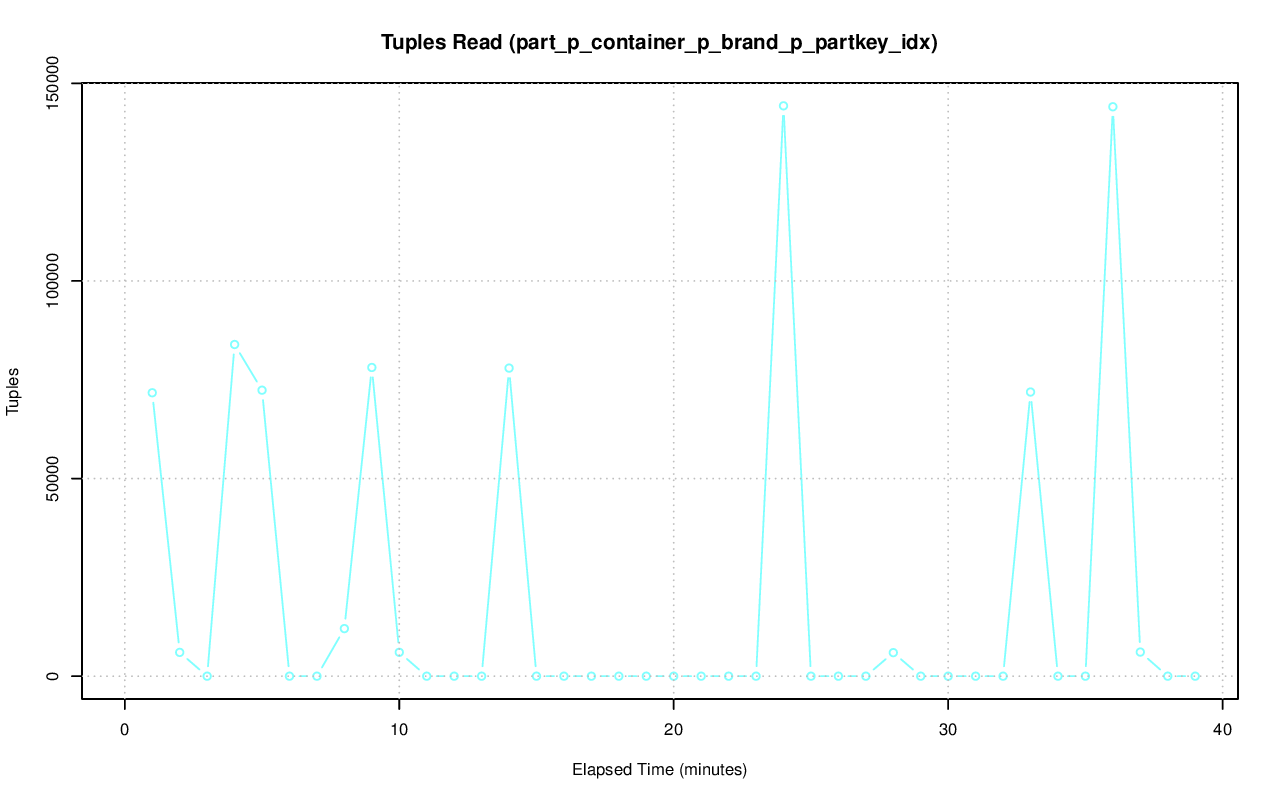 Tuples Read (part_p_container_p_brand_p_partkey_idx)
150000
100000
50000
0
Tuples
0 10 20 30 40
Elapsed Time (minutes)